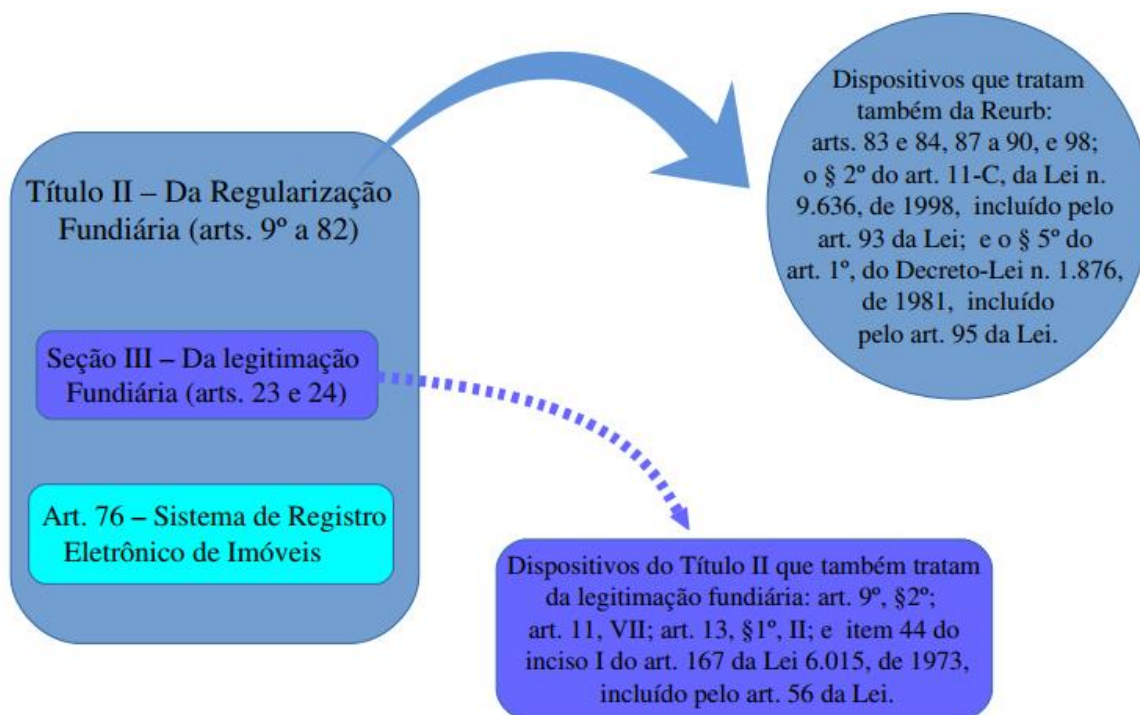 Título II – Da Regularização
Fundiária (arts. 9º a 82)
Seção III – Da legitimação
Fundiária (arts. 23 e 24)
Art. 76 – Sistema de Registro
Eletrônico de Imóveis
Dispositivos que tratam
também da Reurb:
arts. 83 e 84, 87 a 90, e 98;
o § 2º do art. 11-C, da Lei n.
9.636, de 1998, incluído pelo
art. 93 da Lei; e o § 5º do
art. 1º, do Decreto-Lei n. 1.876,
de 1981, incluído
pelo art. 95 da Lei.
Dispositivos do Título II que também tratam
da legitimação fundiária: art. 9º, §2º;
art. 11, VII; art. 13, §1º, II; e item 44 do
inciso I do art. 167 da Lei 6.015, de 1973,
incluído pelo art. 56 da Lei.